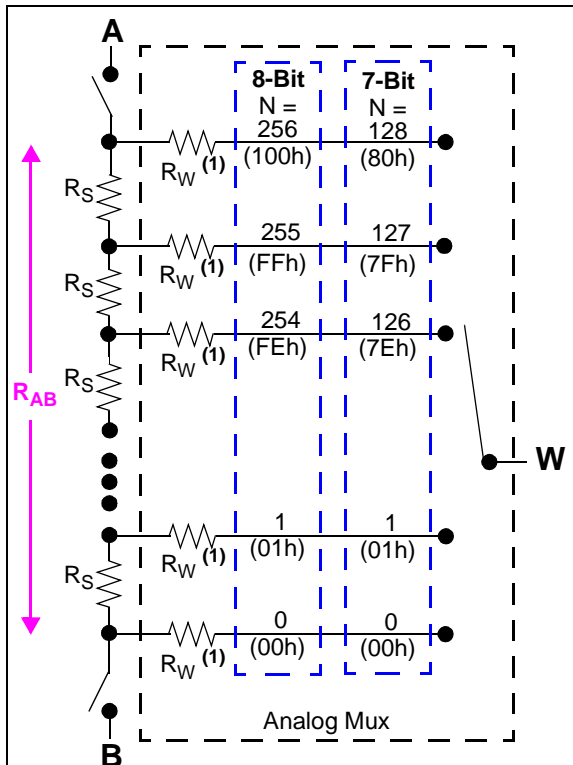 A
8-Bit
N =
7-Bit
N =
256
(100h)
128
(80h)
RW (1)
RS
255
(FFh)
127
(7Fh)
RW (1)
RS
254
(FEh)
126
(7Eh)
RW (1)
RS
RAB
W
1
(01h)
1
(01h)
RW (1)
RS
0
(00h)
0
(00h)
RW (1)
Analog Mux
B